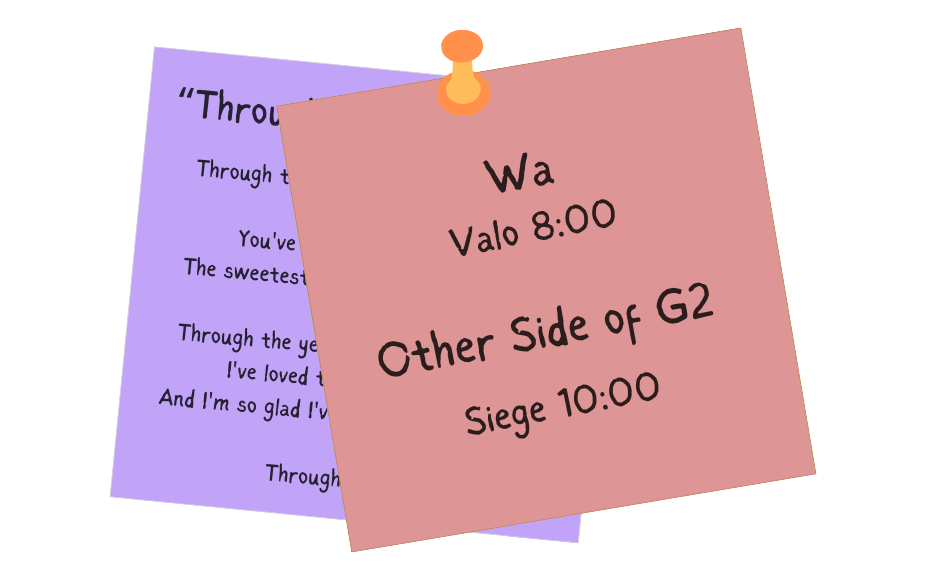 “Throu
Through t
You've
The sweetest
Through the ye
I've loved t
And I'm so glad I'v
Through
Wa
Valo 8:00
Other Side of G2
Siege 10:00